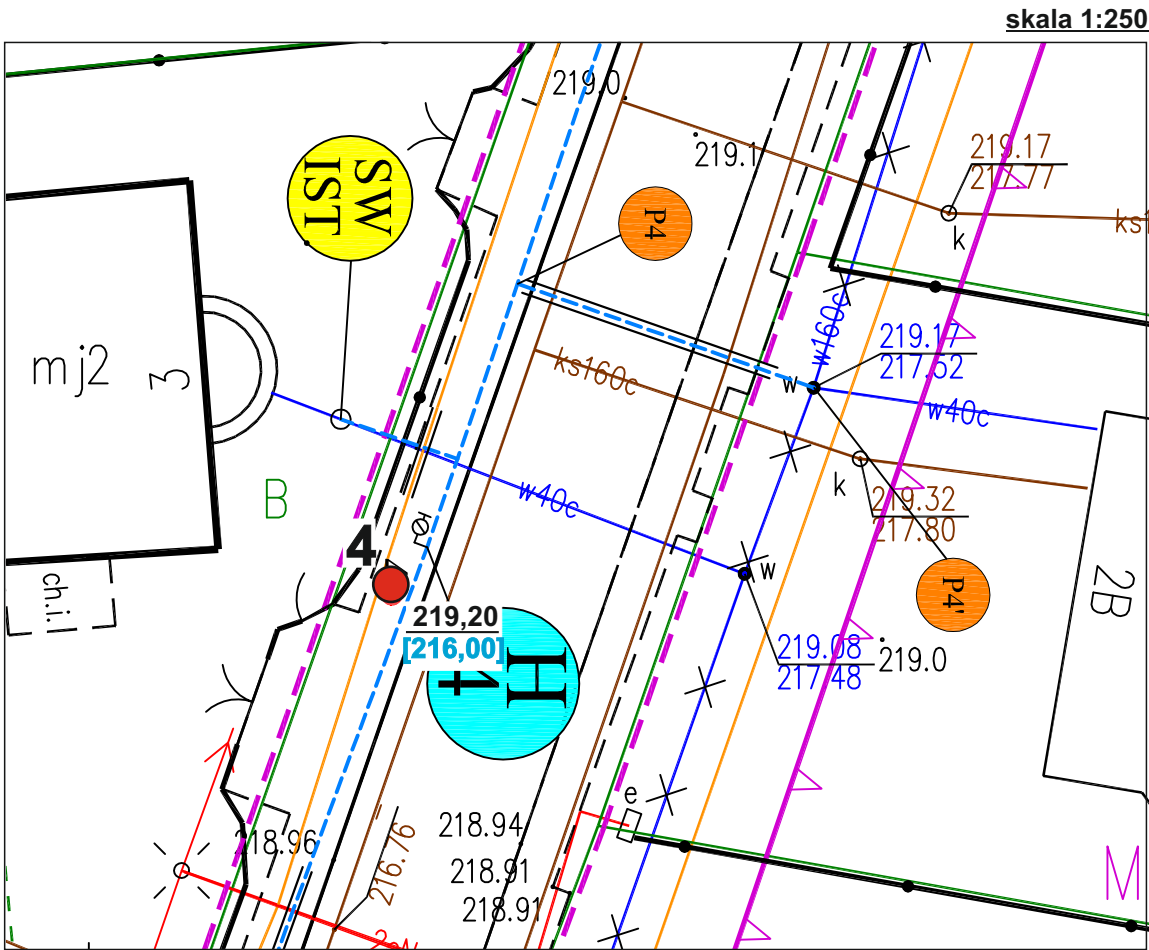 skala 1:250
219.0
219.1
219.17
217.77
k
ks1
SW
IST
P4
w160c
219.17
217.52
w
w40c
mj2
3
ks160c
B
w40c
k
219.32
217.80
4
w
P4'
2B
ch.i.
219,20
[216,00]
H
219.08
217.48
219.0
e
218.96
216.76
218.94
218.91
218.91
M